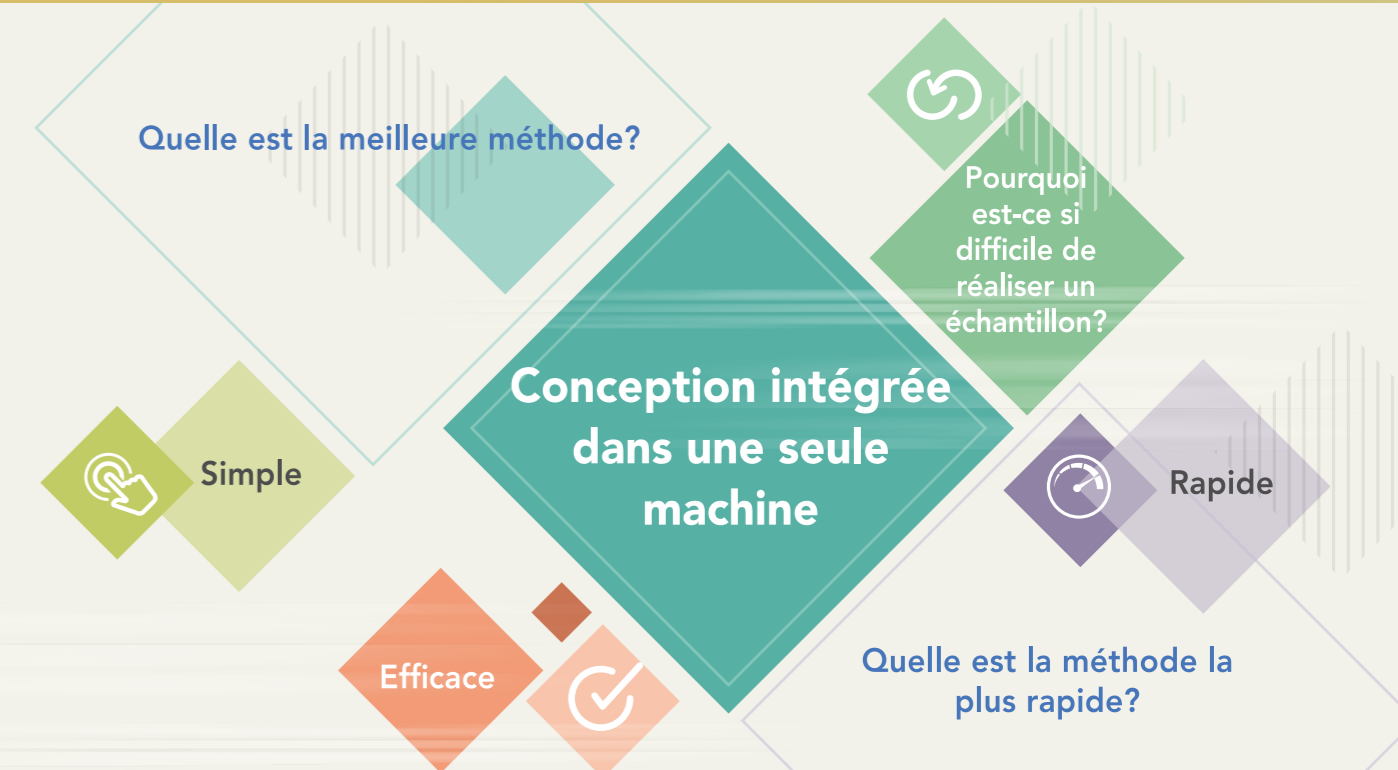 Quelle est la meilleure méthode?
Pourquoi
est-ce si
difficile de
réaliser un
échantillon?
Conception intégrée
dans une seule
machine
Simple
Rapide
Efficace
Quelle est la méthode la
plus rapide?